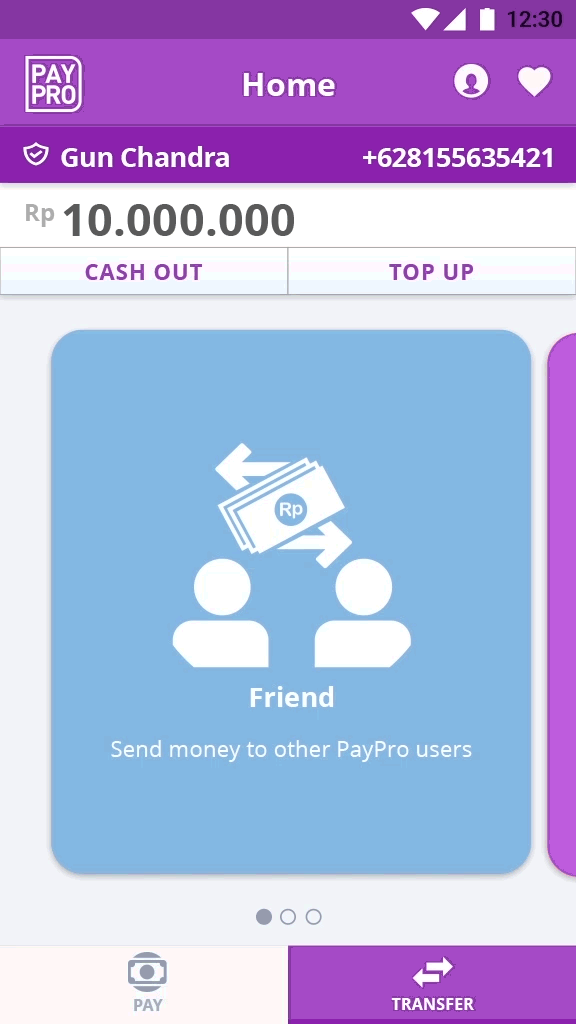 12:30
PAY
PRO
Home
Gun Chandra
+628155635421
Rp 10.000.000
CASH OUT
TOP UP
Rp
Friend
Send money to other PayPro users
PAY
TRANSFER